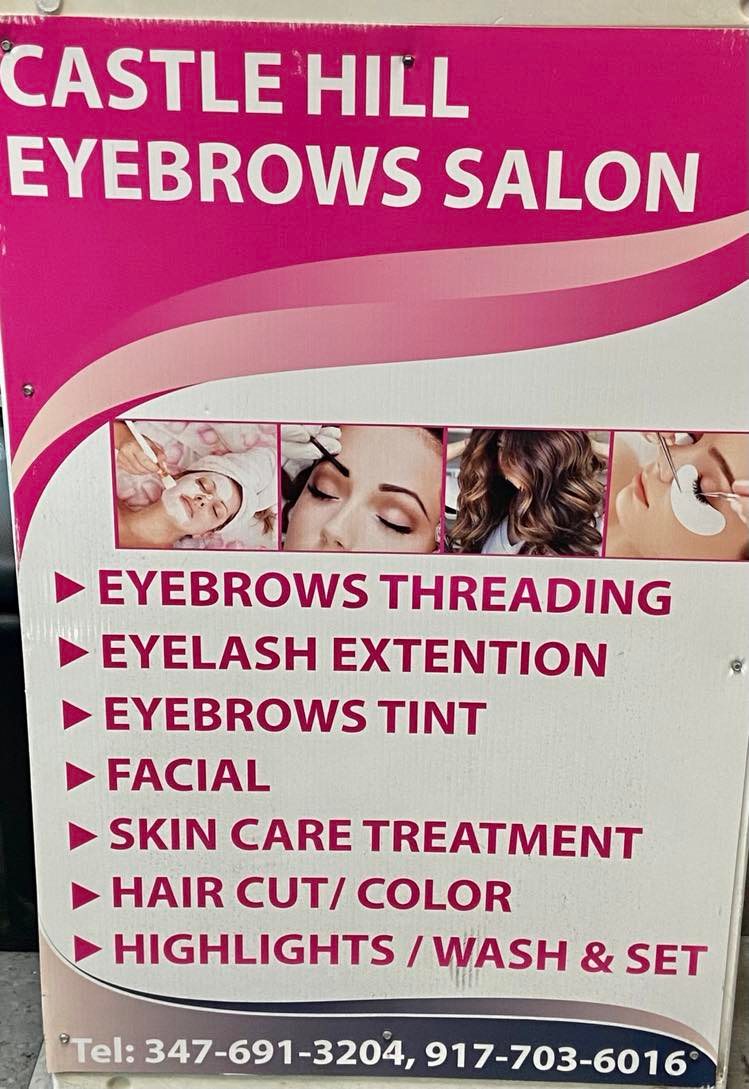 CASTLE HILL
EYEBROWS SALON
► EYEBROWS THREADING
► EYELASH EXTENTION
► EYEBROWS TINT
► FACIAL
► SKIN CARE TREATMENT
► HAIR CUT/ COLOR
► HIGHLIGHTS / WASH & SET
Tel: 347-691-3204, 917-703-6016